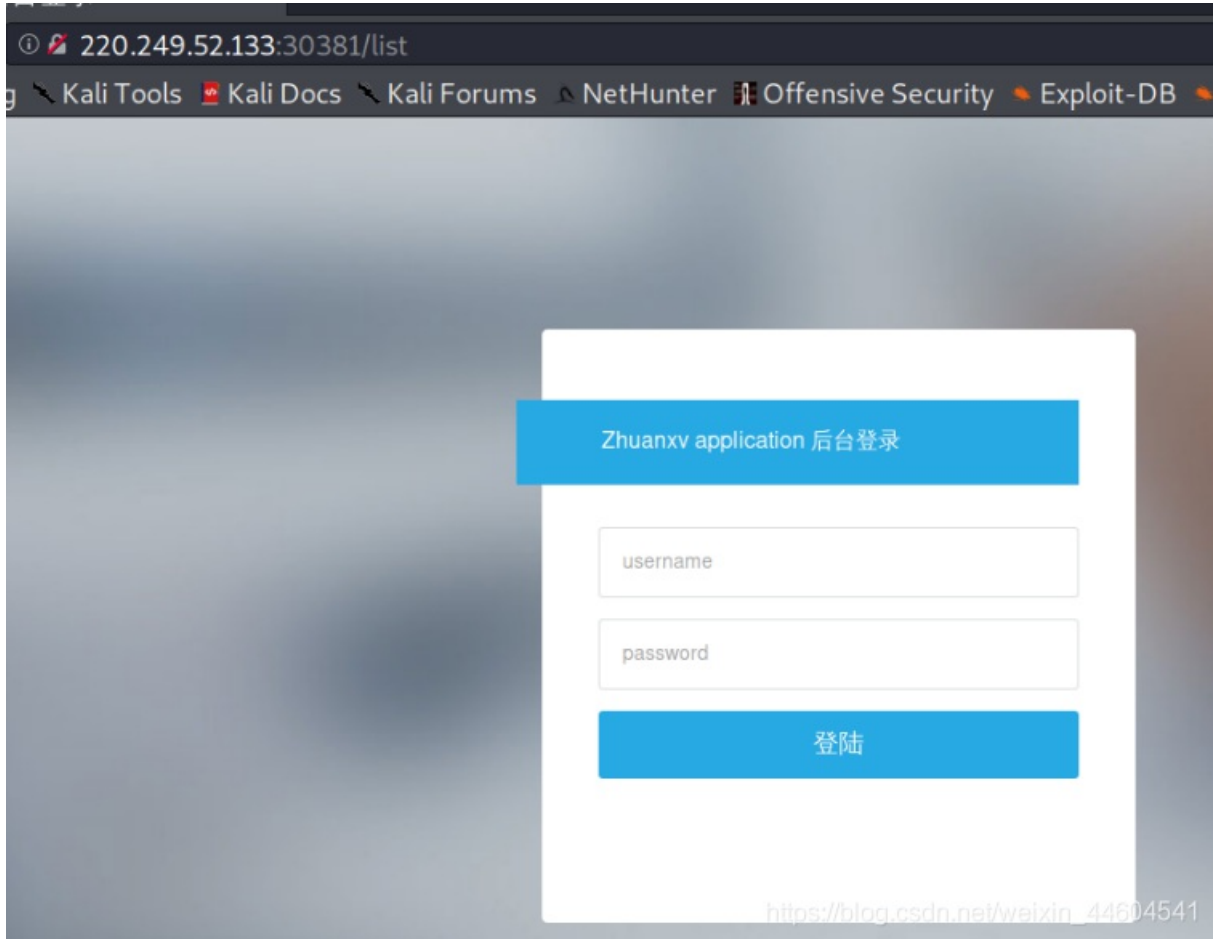 220.249.52.133:30381/list
g Kali Tools Kali Docs Kali Forums NetHunter Offensive Security Exploit-DB
Zhuanxv application 后台登录
username
password
登陆
https://blog.csdn.net/weixin_44604541